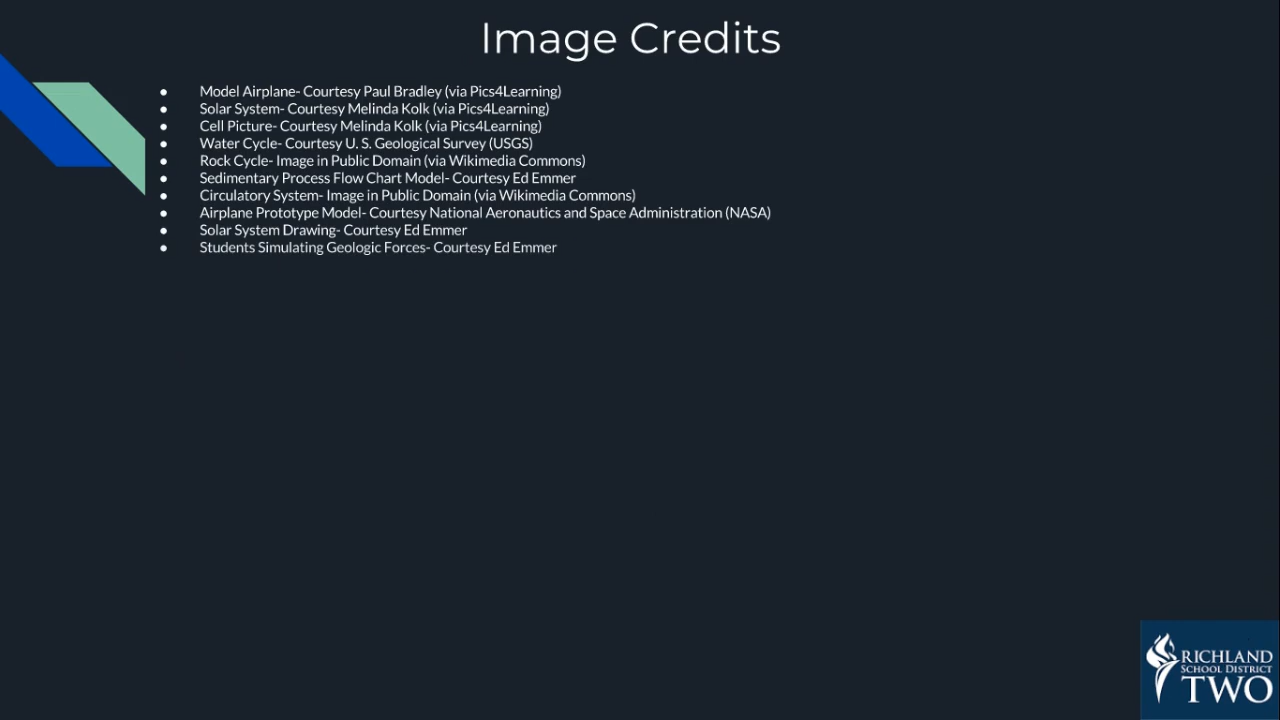 Image Credits
● Model Airplane- Courtesy Paul Bradley (via Pics4Learning)
● Solar System- Courtesy Melinda Kolk (via Pics4Learning)
● Cell Picture- Courtesy Melinda Kolk (via Pics4Learning)
● Water Cycle- Courtesy U. S. Geological Survey (USGS)
● Rock Cycle- Image in Public Domain (via Wikimedia Commons)
● Sedimentary Process Flow Chart Model- Courtesy Ed Emmer
● Circulatory System- Image in Public Domain (via Wikimedia Commons)
● Airplane Prototype Model- Courtesy National Aeronautics and Space Administration (NASA)
● Solar System Drawing- Courtesy Ed Emmer
● Students Simulating Geologic Forces- Courtesy Ed Emmer
RICHLAND
SCHOOL DISTRICT
TWO